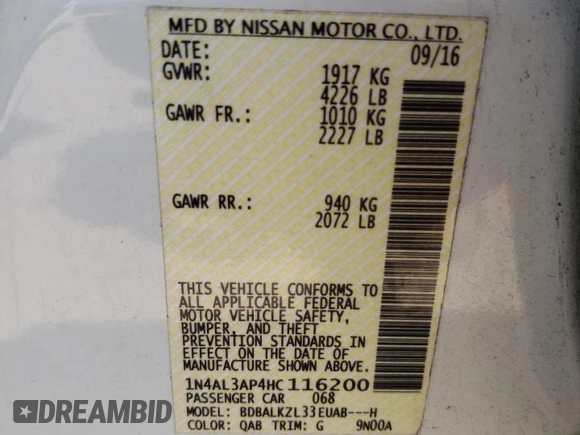 MFD BY NISSAN MOTOR CO., LTD.
DATE: 09/16
GVWR: 1917 KG
4226 LB
GAWR FR.: 1010 KG
2227 LB
GAWR RR.: 940 KG
2072 LB
THIS VEHICLE CONFORMS TO
ALL APPLICABLE FEDERAL
MOTOR VEHICLE SAFETY,
BUMPER, AND THEFT
PREVENTION STANDARDS IN
EFFECT ON THE DATE OF
MANUFACTURE SHOWN ABOVE.
1N4AL3AP4HC116200
PASSENGER CAR 068
MODEL: BDBALKZL33EUAB---H
COLOR: QAB TRIM: G 9N00A
DREAMBID